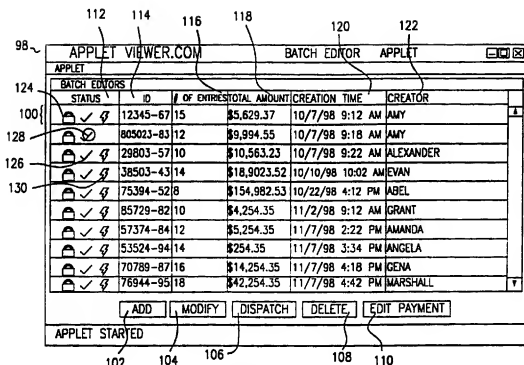 112 114 116 118 120 122
98
APPLET VIEWER.COM BATCH EDITOR APPLET
APPLET
BATCH EDITORS
STATUS ID # OF ENTRIES TOTAL AMOUNT CREATION TIME CREATOR
124
100
128
126
130
12345-67 15 $5,629.37 10/7/98 9:12 AM AMY
805023-83 12 $9,994.55 10/7/98 9:18 AM AMY
29803-57 10 $10,563.23 10/7/98 9:22 AM ALEXANDER
38503-43 14 $18,9023.52 10/10/98 10:02 AM EVAN
75394-52 8 $154,982.53 10/22/98 4:12 PM ABEL
85729-82 10 $4,254.35 11/2/98 9:12 AM GRANT
57374-84 12 $5,254.35 11/7/98 2:22 PM AMANDA
53524-94 14 $254.35 11/7/98 3:34 PM ANGELA
70789-87 16 $14,254.35 11/7/98 4:18 PM GENA
76944-95 18 $42,254.35 11/7/98 4:42 PM MARSHALL
ADD MODIFY DISPATCH DELETE EDIT PAYMENT
APPLET STARTED
102 104 106 108 110